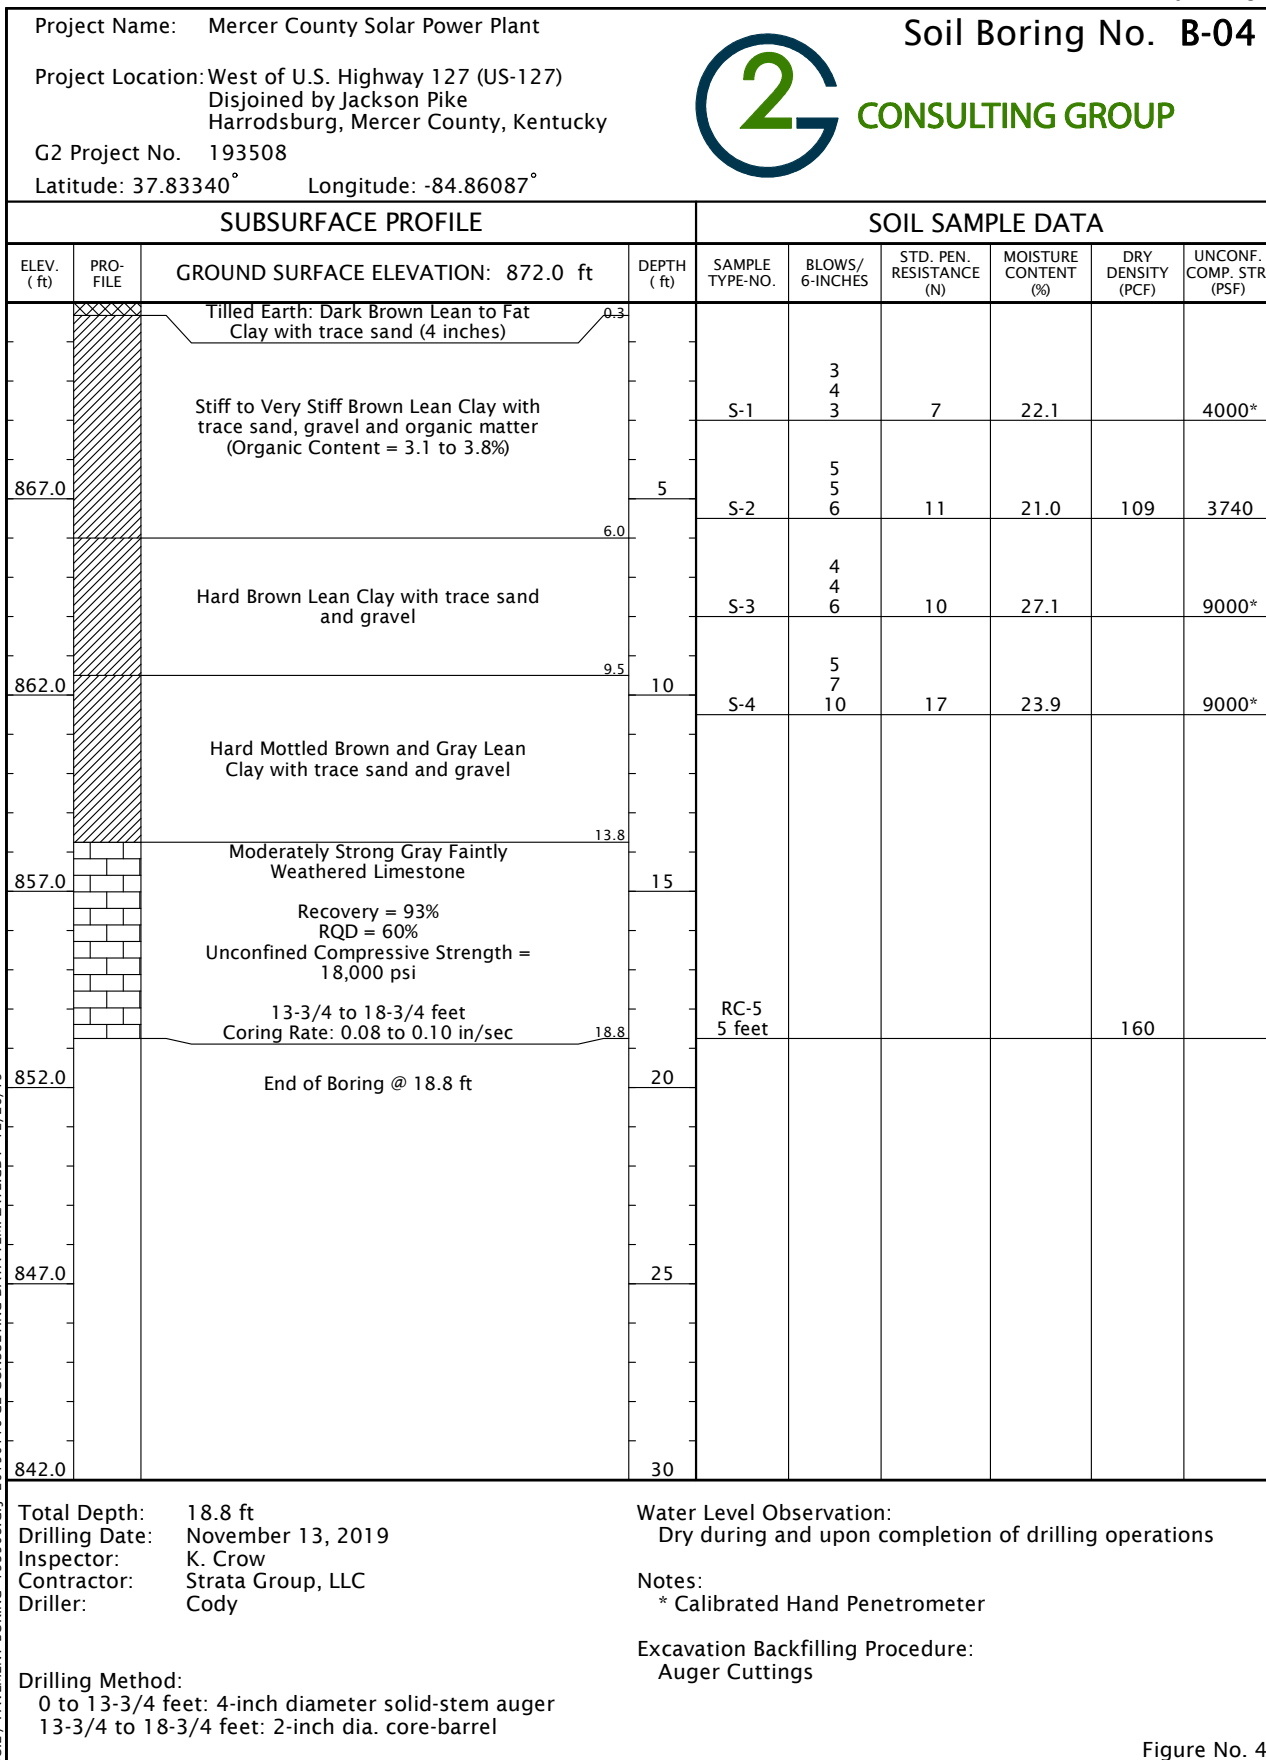 Project Name: Mercer County Solar Power Plant
Project Location: West of U.S. Highway 127 (US-127)
Disjoined by Jackson Pike
Harrodsburg, Mercer County, Kentucky
G2 Project No. 193508
Latitude: 37.83340° Longitude: -84.86087°
Soil Boring No. B-04
G2 CONSULTING GROUP
SUBSURFACE PROFILE
SOIL SAMPLE DATA
ELEV. (ft)
PRO-FILE
GROUND SURFACE ELEVATION: 872.0 ft
DEPTH (ft)
SAMPLE TYPE-NO.
BLOWS/ 6-INCHES
STD. PEN. RESISTANCE (N)
MOISTURE CONTENT (%)
DRY DENSITY (PCF)
UNCONF. COMP. STR. (PSF)
Tilled Earth: Dark Brown Lean to Fat 0.3
Clay with trace sand (4 inches)
3
4
S-1 3 7 22.1 4000*
Stiff to Very Stiff Brown Lean Clay with
trace sand, gravel and organic matter
(Organic Content = 3.1 to 3.8%)
5
867.0 5 5
S-2 6 11 21.0 109 3740
6.0
4
4
Hard Brown Lean Clay with trace sand
and gravel
S-3 6 10 27.1 9000*
9.5
5
862.0 10 7
S-4 10 17 23.9 9000*
Hard Mottled Brown and Gray Lean
Clay with trace sand and gravel
13.8
Moderately Strong Gray Faintly
Weathered Limestone
857.0 15
Recovery = 93%
RQD = 60%
Unconfined Compressive Strength =
18,000 psi
13-3/4 to 18-3/4 feet
Coring Rate: 0.08 to 0.10 in/sec 18.8
RC-5
5 feet 160
852.0 End of Boring @ 18.8 ft 20
847.0 25
842.0 30
Total Depth: 18.8 ft
Drilling Date: November 13, 2019
Inspector: K. Crow
Contractor: Strata Group, LLC
Driller: Cody
Drilling Method:
0 to 13-3/4 feet: 4-inch diameter solid-stem auger
13-3/4 to 18-3/4 feet: 2-inch dia. core-barrel
Water Level Observation:
Dry during and upon completion of drilling operations
Notes:
* Calibrated Hand Penetrometer
Excavation Backfilling Procedure:
Auger Cuttings
Figure No. 4